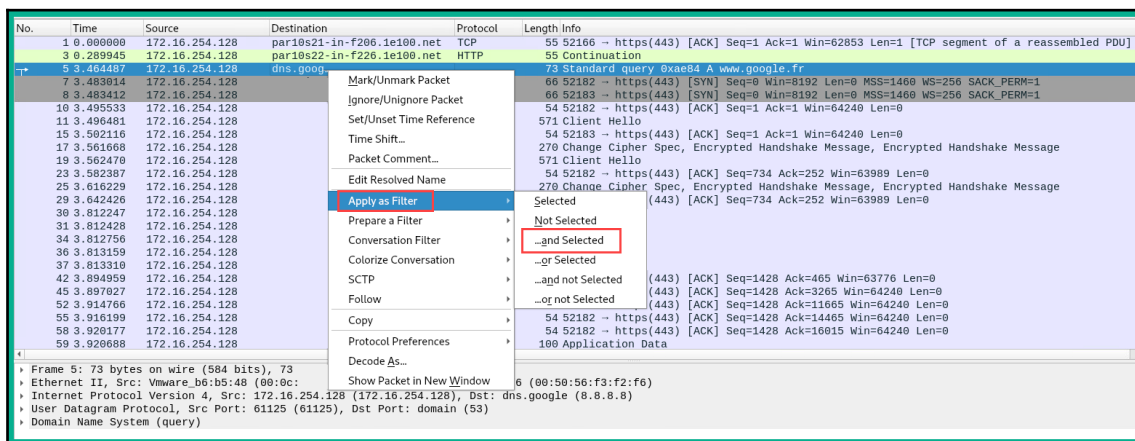 No. Time Source Destination Protocol Length Info
1 0.000000 172.16.254.128 par10s21-in-f206.1e100.net TCP 55 52166 → https(443) [ACK] Seq=1 Ack=1 Win=62853 Len=1 [TCP segment of a reassembled PDU]
3 0.289945 172.16.254.128 par10s22-in-f206.1e100.net HTTP 55 Continuation
5 3.464487 172.16.254.128 dns.goog 73 Standard query 0xae84 A www.google.fr
7 3.483014 172.16.254.128 66 52182 → https(443) [SYN] Seq=0 Win=8192 Len=0 MSS=1460 WS=256 SACK_PERM=1
8 3.483412 172.16.254.128 66 52183 → https(443) [SYN] Seq=0 Win=8192 Len=0 MSS=1460 WS=256 SACK_PERM=1
10 3.495533 172.16.254.128 54 52182 → https(443) [ACK] Seq=1 Ack=1 Win=64240 Len=0
11 3.496481 172.16.254.128 571 Client Hello
15 3.502116 172.16.254.128 54 52183 → https(443) [ACK] Seq=1 Ack=1 Win=64240 Len=0
17 3.561668 172.16.254.128 270 Change Cipher Spec, Encrypted Handshake Message, Encrypted Handshake Message
19 3.562470 172.16.254.128 571 Client Hello
23 3.582387 172.16.254.128 54 52182 → https(443) [ACK] Seq=734 Ack=252 Win=63989 Len=0
25 3.616229 172.16.254.128 270 Change Cipher Spec, Encrypted Handshake Message, Encrypted Handshake Message
29 3.642426 172.16.254.128 (443) [ACK] Seq=734 Ack=252 Win=63989 Len=0
30 3.812247 172.16.254.128
31 3.812428 172.16.254.128
34 3.812756 172.16.254.128
36 3.813159 172.16.254.128
37 3.813310 172.16.254.128
42 3.894959 172.16.254.128 (443) [ACK] Seq=1428 Ack=465 Win=63776 Len=0
45 3.897027 172.16.254.128 (443) [ACK] Seq=1428 Ack=3265 Win=64240 Len=0
52 3.914766 172.16.254.128 (443) [ACK] Seq=1428 Ack=11665 Win=64240 Len=0
55 3.916199 172.16.254.128 54 52182 → https(443) [ACK] Seq=1428 Ack=14465 Win=64240 Len=0
58 3.920177 172.16.254.128 54 52182 → https(443) [ACK] Seq=1428 Ack=16015 Win=64240 Len=0
59 3.920688 172.16.254.128 100 Application Data
Mark/Unmark Packet
Ignore/Unignore Packet
Set/Unset Time Reference
Time Shift...
Packet Comment...
Edit Resolved Name
Apply as Filter
Prepare a Filter
Conversation Filter
Colorize Conversation
SCTP
Follow
Copy
Protocol Preferences
Decode As...
Show Packet in New Window
Selected
Not Selected
...and Selected
...or Selected
...and not Selected
...or not Selected
Frame 5: 73 bytes on wire (584 bits), 73
Ethernet II, Src: Vmware_b6:b5:48 (00:0c: 6 (00:50:56:f3:f2:f6)
Internet Protocol Version 4, Src: 172.16.254.128 (172.16.254.128), Dst: dns.google (8.8.8.8)
User Datagram Protocol, Src Port: 61125 (61125), Dst Port: domain (53)
Domain Name System (query)